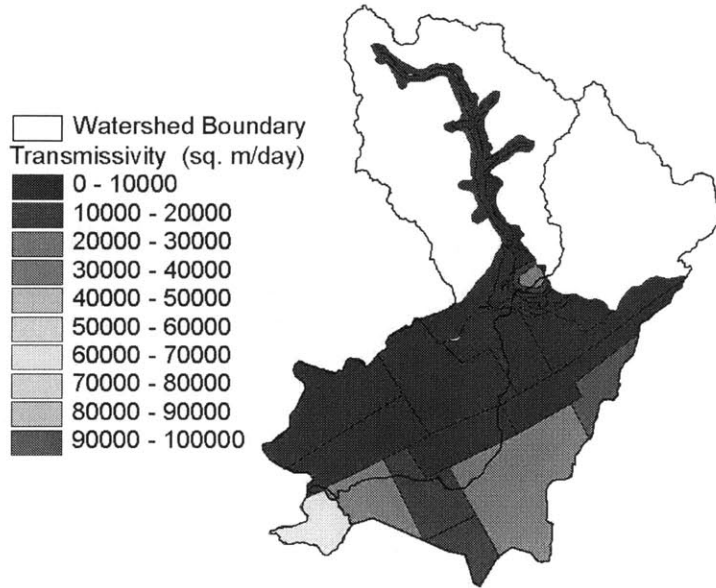 Watershed Boundary
Transmissivity (sq. m/day)
0 - 10000
10000 - 20000
20000 - 30000
30000 - 40000
40000 - 50000
50000 - 60000
60000 - 70000
70000 - 80000
80000 - 90000
90000 - 100000